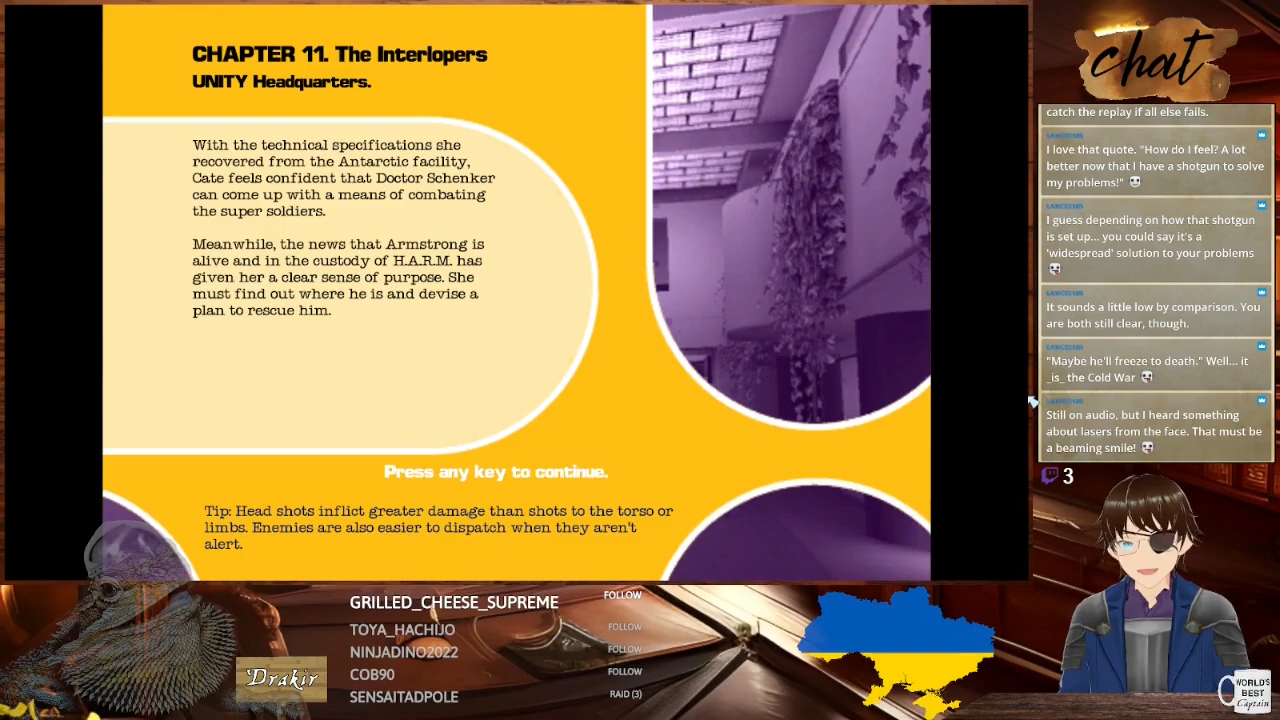 CHAPTER 11. The Interlopers
UNITY Headquarters.
With the technical specifications she
recovered from the Antarctic facility,
Cate feels confident that Doctor Schenker
can come up with a means of combating
the super soldiers.
Meanwhile, the news that Armstrong is
alive and in the custody of H.A.R.M. has
given her a clear sense of purpose. She
must find out where he is and devise a
plan to rescue him.
Press any key to continue.
Tip: Head shots inflict greater damage than shots to the torso or
limbs. Enemies are also easier to dispatch when they aren't
alert.
chat
catch the replay if all else fails.
I love that quote. "How do I feel? A lot
better now that I have a shotgun to solve
my problems!"
I guess depending on how that shotgun
is set up... you could say it's a
'widespread' solution to your problems
It sounds a little low by comparison. You
are both still clear, though.
"Maybe he'll freeze to death." Well... it
_is_ the Cold War
Still on audio, but I heard something
about lasers from the face. That must be
a beaming smile!
3
Drakir
GRILLED_CHEESE_SUPREME FOLLOW
TOYA_HACHIJO FOLLOW
NINJADINO2022 FOLLOW
COB90 FOLLOW
SENSAITADPOLE RAID (3)
WORLD'S
BEST
Captain